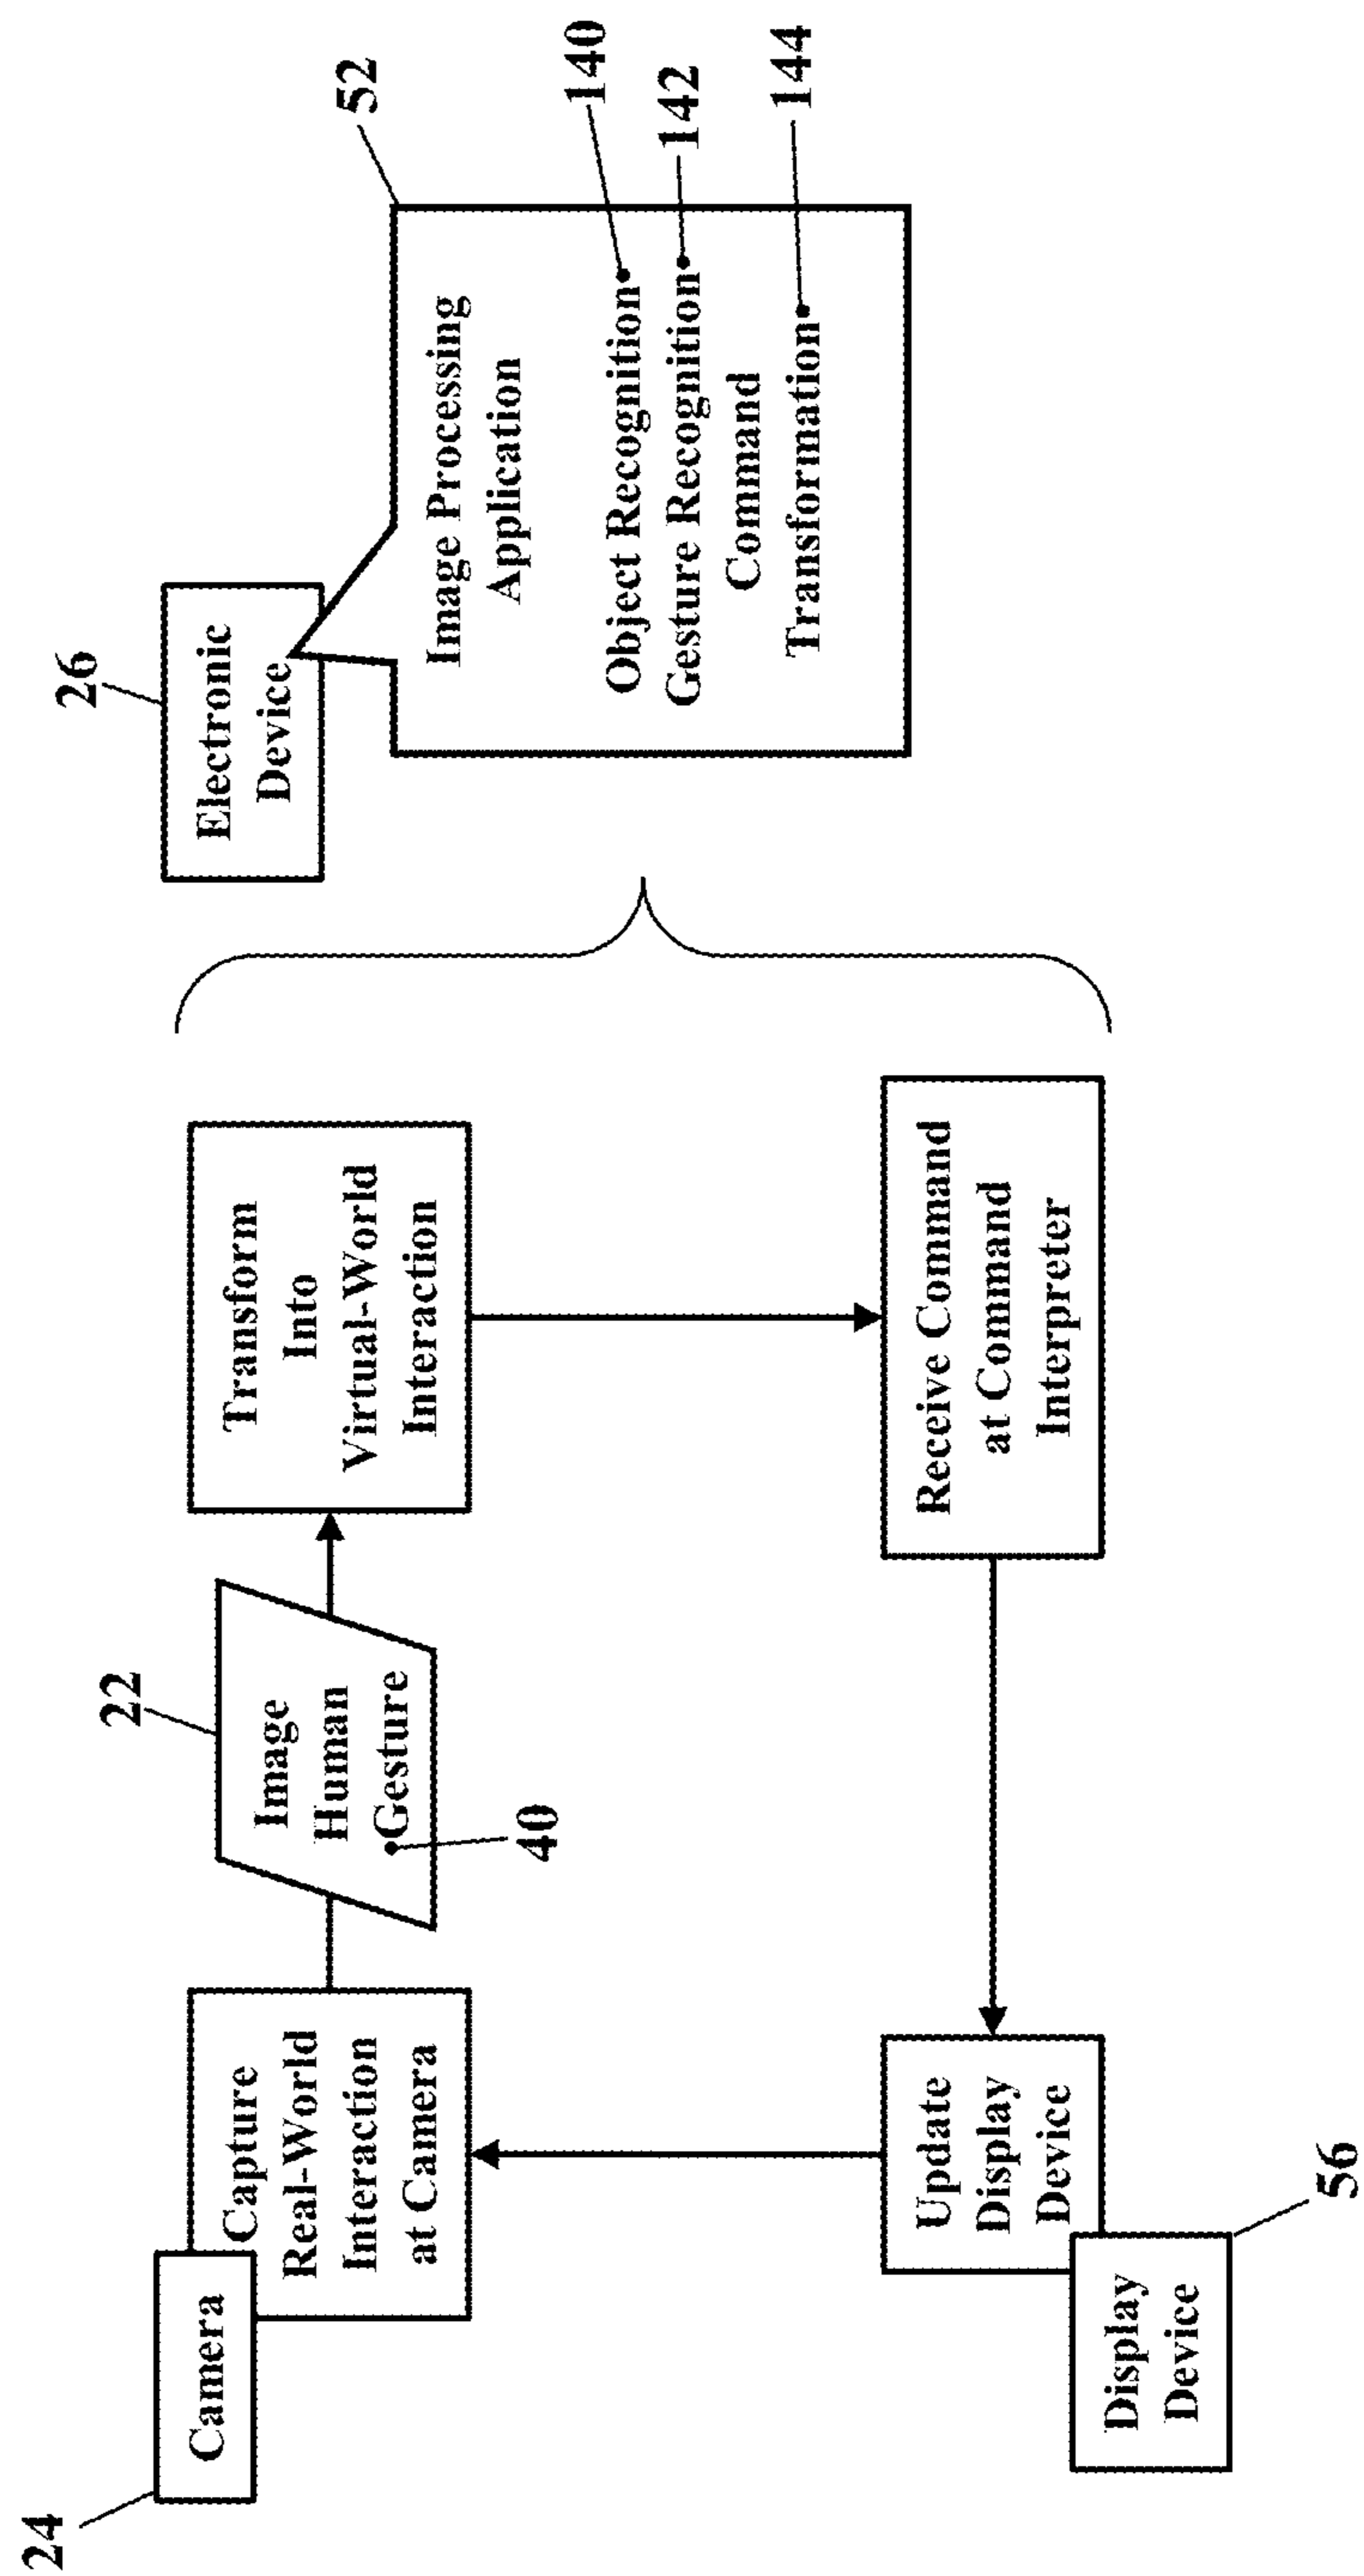 24
Camera
Capture
Real-World
Interaction
at Camera
22
Image
Human
Gesture
40
Transform
Into
Virtual-World
Interaction
Receive Command
at Command
Interpreter
Update
Display
Device
Display
Device
56
26
Electronic
Device
52
Image Processing
Application
Object Recognition
140
Gesture Recognition
142
Command
Transformation
144